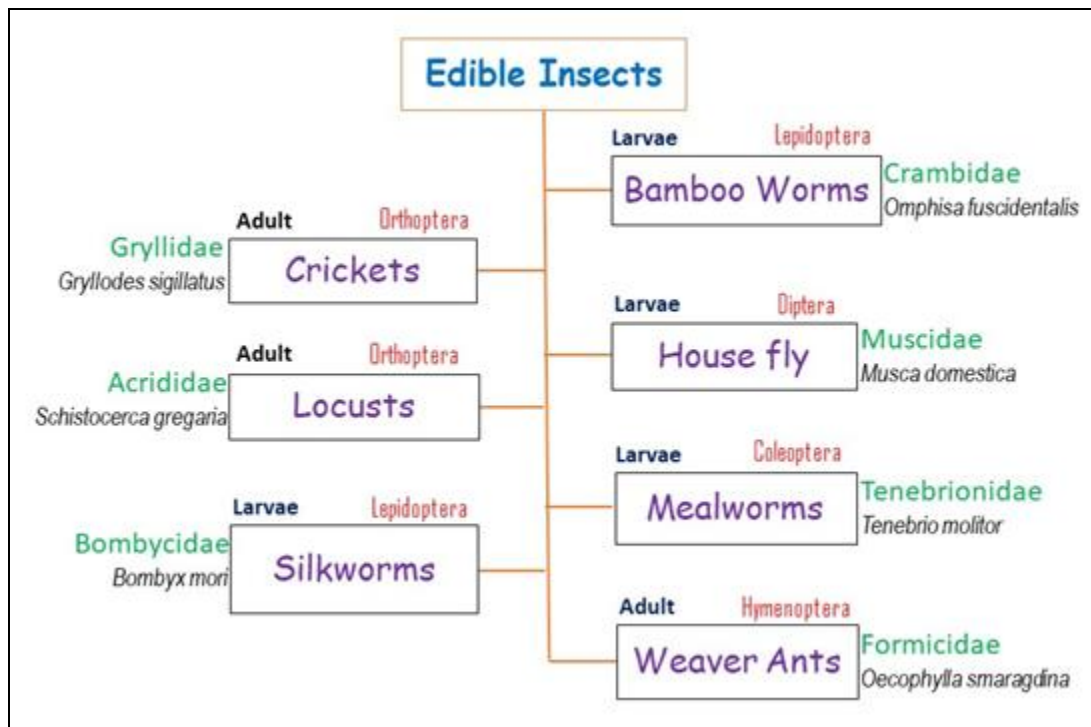 Edible Insects
Adult Orthoptera
Crickets
Gryllidae
Gryllodes sigillatus
Adult Orthoptera
Locusts
Acrididae
Schistocerca gregaria
Larvae Lepidoptera
Silkworms
Bombycidae
Bombyx mori
Larvae Lepidoptera
Bamboo Worms
Crambidae
Omphisa fuscidentalis
Larvae Diptera
House fly
Muscidae
Musca domestica
Larvae Coleoptera
Mealworms
Tenebrionidae
Tenebrio molitor
Adult Hymenoptera
Weaver Ants
Formicidae
Oecophylla smaragdina